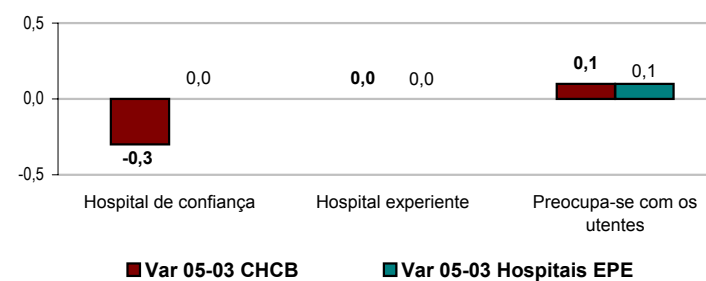 0,5
0,1
0,1
0,0
0,0
0,0
0,0
-0,3
-0,5
Hospital de confiança
Hospital experiente
Preocupa-se com os
utentes
Var 05-03 CHCB
Var 05-03 Hospitais EPE